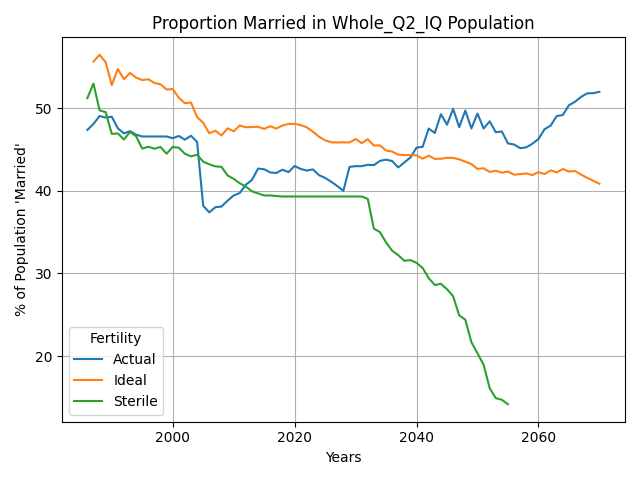 Proportion Married in Whole_Q2_IQ Population
% of Population 'Married'
50
40
30
20
Fertility
Actual
Ideal
Sterile
2000
2020
2040
2060
Years